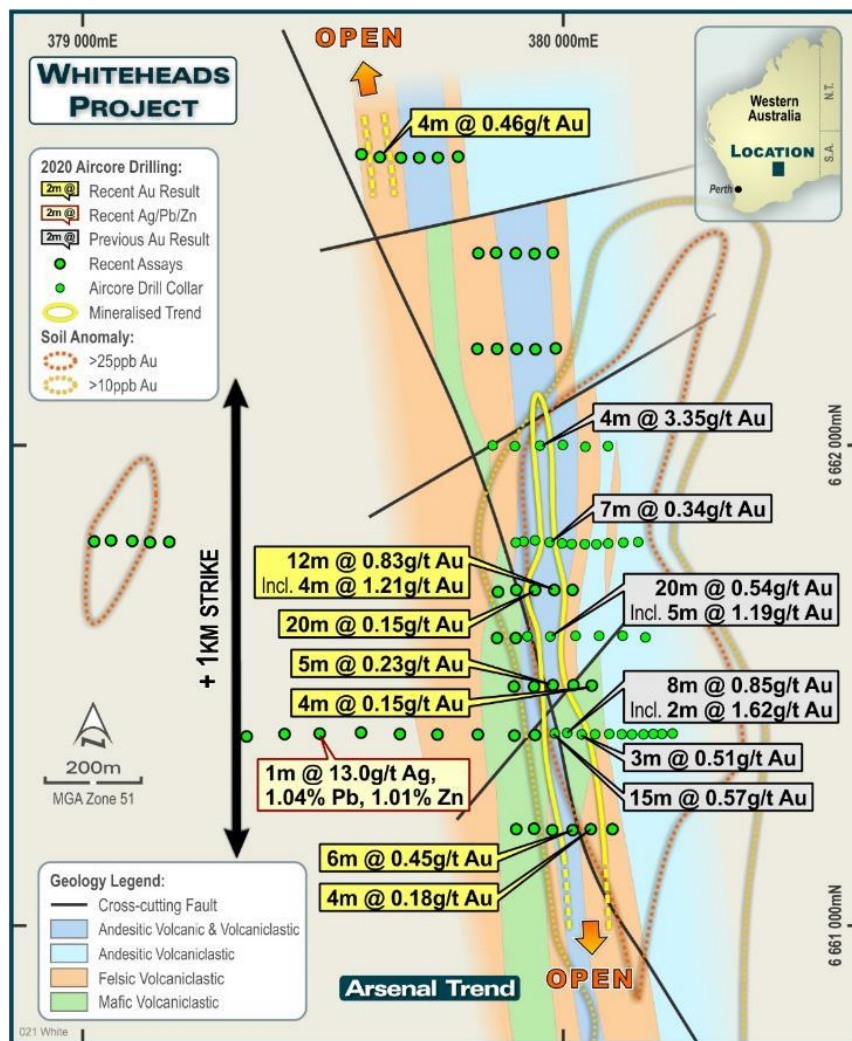 379 000mE
380 000mE
OPEN
WHITEHEADS
PROJECT
4m @ 0.46g/t Au
Western
Australia
N.T.
S.A.
LOCATION
Perth
2020 Aircore Drilling:
2m @ Recent Au Result
2m @ Recent Ag/Pb/Zn
2m @ Previous Au Result
Recent Assays
Aircore Drill Collar
Mineralised Trend
Soil Anomaly:
>25ppb Au
>10ppb Au
4m @ 3.35g/t Au
6 662 000mN
7m @ 0.34g/t Au
12m @ 0.83g/t Au
Incl. 4m @ 1.21g/t Au
20m @ 0.15g/t Au
20m @ 0.54g/t Au
Incl. 5m @ 1.19g/t Au
+ 1KM STRIKE
5m @ 0.23g/t Au
4m @ 0.15g/t Au
8m @ 0.85g/t Au
Incl. 2m @ 1.62g/t Au
N
200m
MGA Zone 51
1m @ 13.0g/t Ag,
1.04% Pb, 1.01% Zn
3m @ 0.51g/t Au
15m @ 0.57g/t Au
6m @ 0.45g/t Au
4m @ 0.18g/t Au
Geology Legend:
Cross-cutting Fault
Andesitic Volcanic & Volcaniclastic
Andesitic Volcaniclastic
Felsic Volcaniclastic
Mafic Volcaniclastic
6 661 000mN
OPEN
Arsenal Trend
021 White